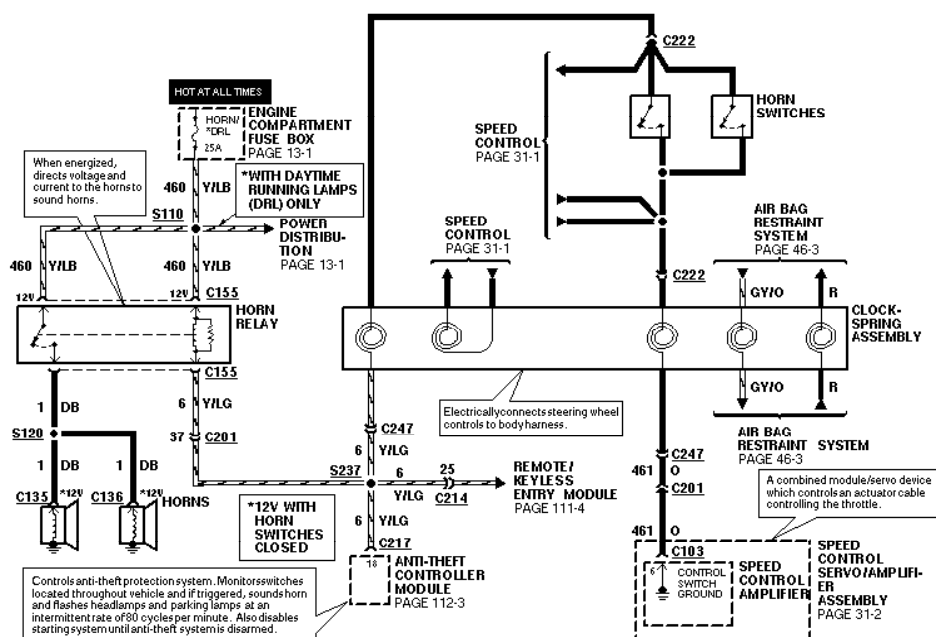 C222
HOT AT ALL TIMES
HORN/
*DRL
25A
ENGINE
COMPARTMENT
FUSE BOX
PAGE 13-1
SPEED
CONTROL
PAGE 31-1
HORN
SWITCHES
When energized,
directs voltage and
current to the horns to
sound horns.
460 Y/LB
*WITH DAYTIME
RUNNING LAMPS
(DRL) ONLY
S110
POWER
DISTRIBU-
TION
PAGE 13-1
SPEED
CONTROL
PAGE 31-1
AIR BAG
RESTRAINT
SYSTEM
PAGE 46-3
460 Y/LB
460 Y/LB
C222
GY/O
R
12V
12V
C155
HORN
RELAY
CLOCK-
SPRING
ASSEMBLY
C155
1 DB
6 Y/LG
GY/O
R
Electrically connects steering wheel
controls to body harness.
S120
37 C201
C247
6 Y/LG
AIR BAG
RESTRAINT SYSTEM
PAGE 46-3
C247
1 DB
1 DB
S237
6
Y/LG
25
C214
REMOTE/
KEYLESS
ENTRY MODULE
PAGE 111-4
461 O
C201
A combined module/servo device
which controls an actuator cable
controlling the throttle.
C135 *12V
C136 *12V
HORNS
*12V WITH
HORN
SWITCHES
CLOSED
6 Y/LG
C217
461 O
C103
18
ANTI-THEFT
CONTROLLER
MODULE
PAGE 112-3
6
CONTROL
SWITCH
GROUND
SPEED
CONTROL
AMPLIFIER
SPEED
CONTROL
SERVO/AMPLIFI-
ER
ASSEMBLY
PAGE 31-2
Controls anti-theft protection system. Monitors switches
located throughout vehicle and if triggered, sounds horn
and flashes headlamps and parking lamps at an
intermittent rate of 80 cycles per minute. Also disables
starting system until anti-theft system is disarmed.